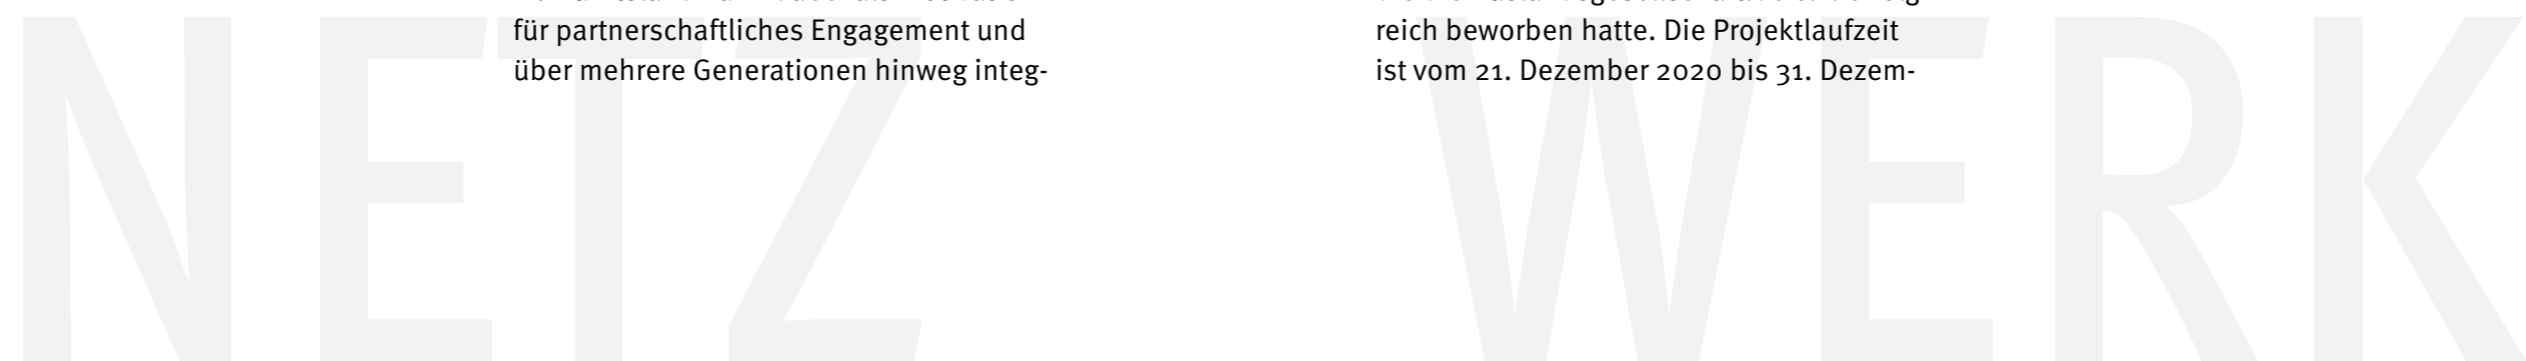 für partnerschaftliches Engagement und
über mehrere Generationen hinweg integ-
reich beworben hatte. Die Projektlaufzeit
ist vom 21. Dezember 2020 bis 31. Dezem-
NETZ WERK